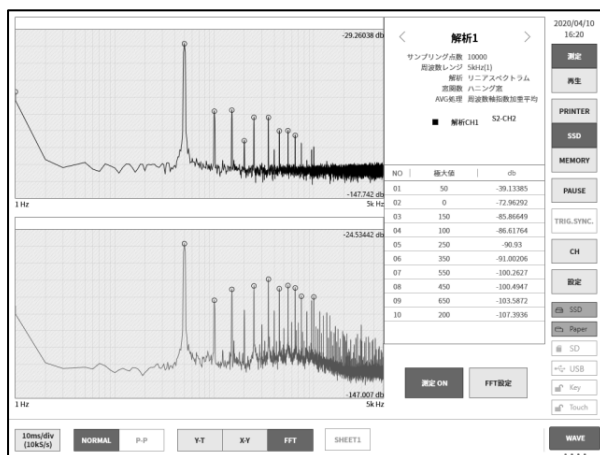 -29.26038 db
-147.742 db
1 Hz
5k Hz
-24.53442 db
-147.007 db
1 Hz
5k Hz
解析1
サンプリング点数 10000
周波数レンジ 5kHz(1)
解析 リニアスペクトラム
窓関数 ハニング窓
AVG処理 周波数軸指数加重平均
■ 解析CH1 S2-CH2
NO 極大値 db
01 50 -39.13385
02 0 -72.96292
03 150 -85.86649
04 100 -86.61764
05 250 -90.93
06 350 -91.00206
07 550 -100.2627
08 450 -100.4947
09 650 -103.5872
10 200 -107.3936
測定 ON
FFT設定
2020/04/10
16:20
測定
再生
PRINTER
SSD
MEMORY
PAUSE
TRIG.SYNC.
CH
設定
SSD
Paper
SD
USB
Key
Touch
10ms/div
(10kS/s)
NORMAL
P-P
Y-T
X-Y
FFT
SHEET1
WAVE